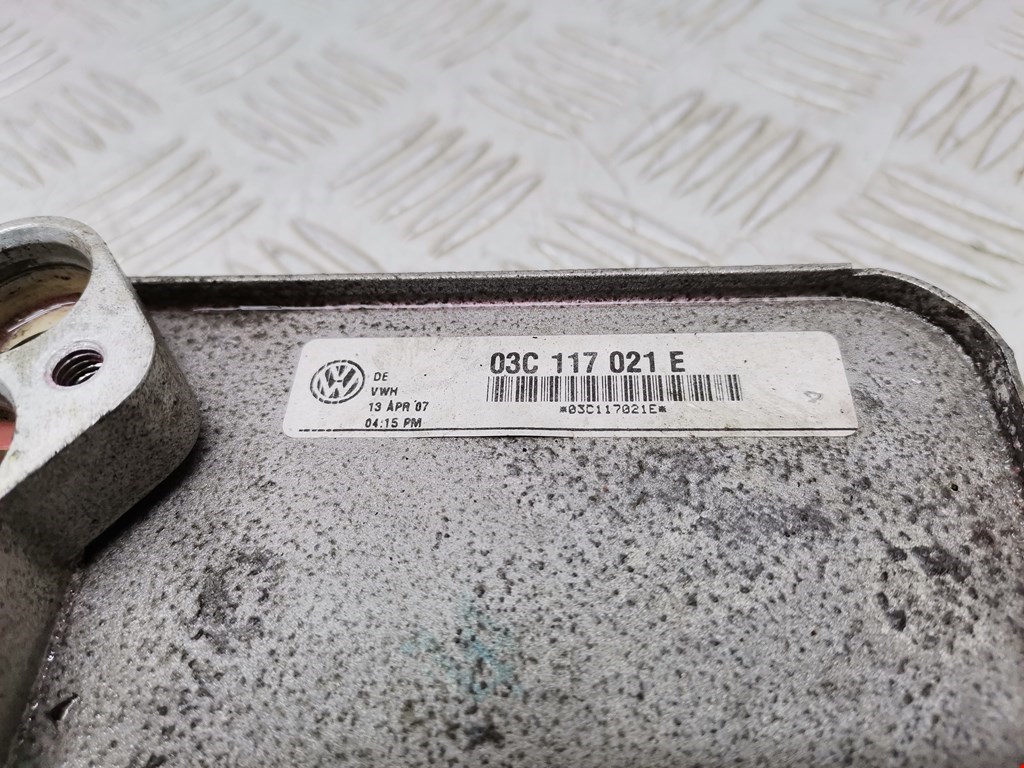 03C 117 021 E
DE
VWH
*03C117021E*
13 APR '07
04:15 PM